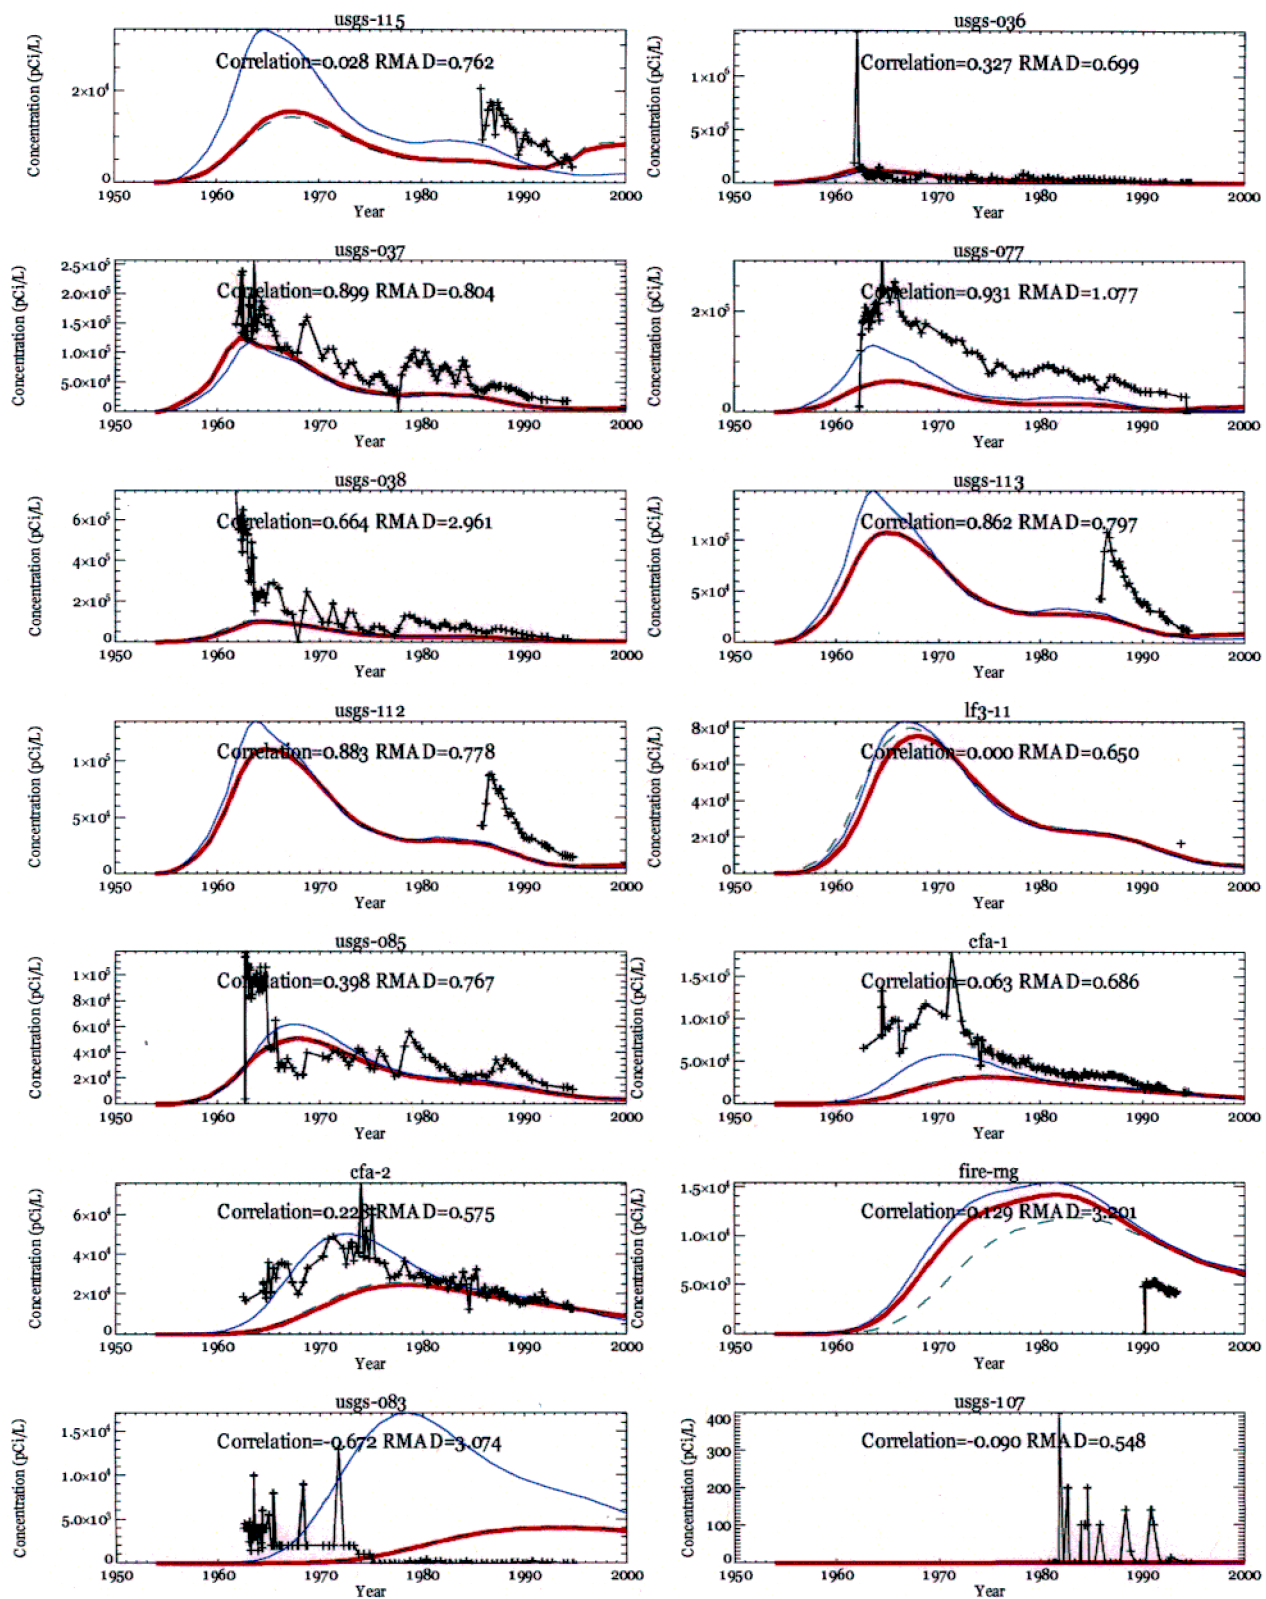 usgs-115
Concentration (pCi/L)
Correlation=0.028 RMAD=0.762
2×10⁴
0
1950 1960 1970 1980 1990 2000
Year
usgs-036
Concentration (pCi/L)
Correlation=0.327 RMAD=0.699
1×10⁵
5×10⁴
0
1950 1960 1970 1980 1990 2000
Year
usgs-037
Concentration (pCi/L)
Correlation=0.899 RMAD=0.804
2.5×10⁵
2.0×10⁵
1.5×10⁵
1.0×10⁵
5.0×10⁴
0
1950 1960 1970 1980 1990 2000
Year
usgs-077
Concentration (pCi/L)
Correlation=0.931 RMAD=1.077
2×10⁵
0
1950 1960 1970 1980 1990 2000
Year
usgs-038
Concentration (pCi/L)
Correlation=0.664 RMAD=2.961
6×10⁵
4×10⁵
2×10⁵
0
1950 1960 1970 1980 1990 2000
Year
usgs-113
Concentration (pCi/L)
Correlation=0.862 RMAD=0.797
1×10⁵
5×10⁴
0
1950 1960 1970 1980 1990 2000
Year
usgs-112
Concentration (pCi/L)
Correlation=0.883 RMAD=0.778
1×10⁵
5×10⁴
0
1950 1960 1970 1980 1990 2000
Year
lf3-11
Concentration (pCi/L)
Correlation=0.000 RMAD=0.650
8×10⁴
6×10⁴
4×10⁴
2×10⁴
0
1950 1960 1970 1980 1990 2000
Year
usgs-085
Concentration (pCi/L)
Correlation=0.398 RMAD=0.767
1×10⁵
8×10⁴
6×10⁴
4×10⁴
2×10⁴
0
1950 1960 1970 1980 1990 2000
Year
cfa-1
Concentration (pCi/L)
Correlation=0.063 RMAD=0.686
1.5×10⁵
1.0×10⁵
5.0×10⁴
0
1950 1960 1970 1980 1990 2000
Year
cfa-2
Concentration (pCi/L)
RMAD=0.575
6×10⁴
4×10⁴
2×10⁴
0
1950 1960 1970 1980 1990 2000
Year
fire-rng
Concentration (pCi/L)
Correlation=0.129 RMAD=3.201
1.5×10⁴
1.0×10⁴
5.0×10³
0
1950 1960 1970 1980 1990 2000
Year
usgs-083
Concentration (pCi/L)
Correlation=-0.672 RMAD=3.074
1.5×10⁴
1.0×10⁴
5.0×10³
0
1950 1960 1970 1980 1990 2000
Year
usgs-107
Concentration (pCi/L)
Correlation=-0.090 RMAD=0.548
400
300
200
100
0
1950 1960 1970 1980 1990 2000
Year